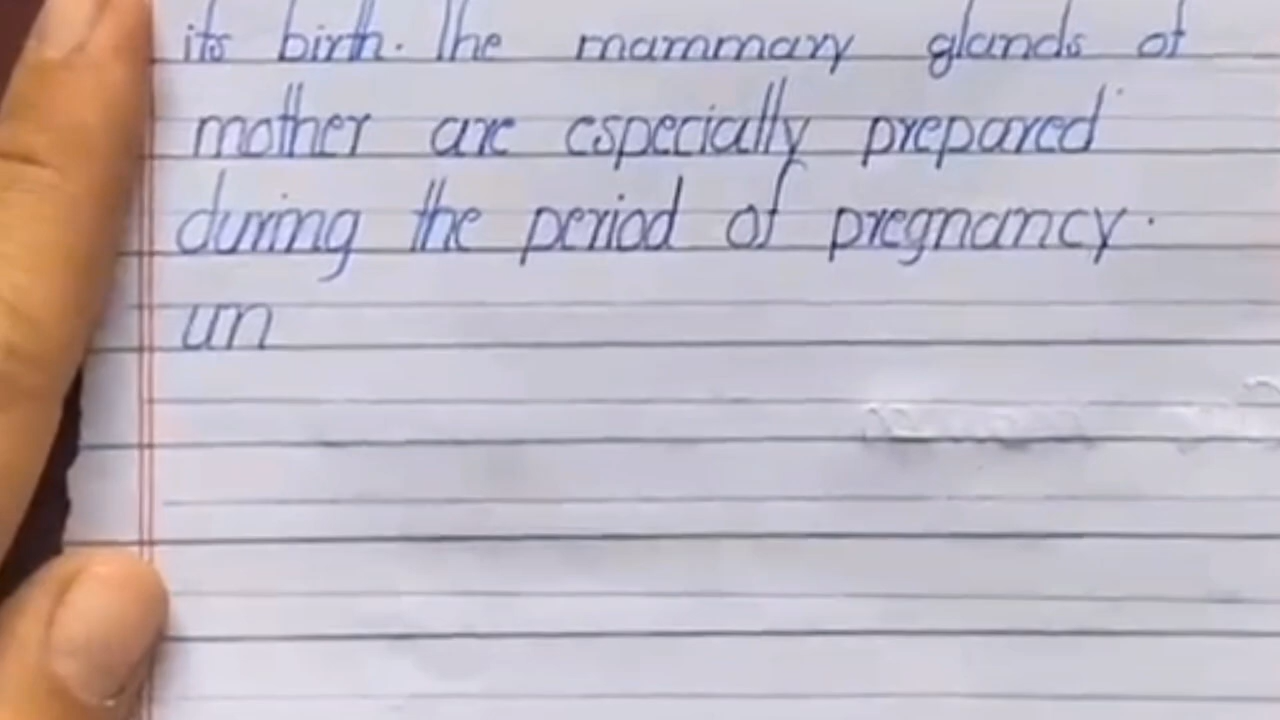 its birth. The mammary glands of
mother are especially prepared
during the period of pregnancy.
un